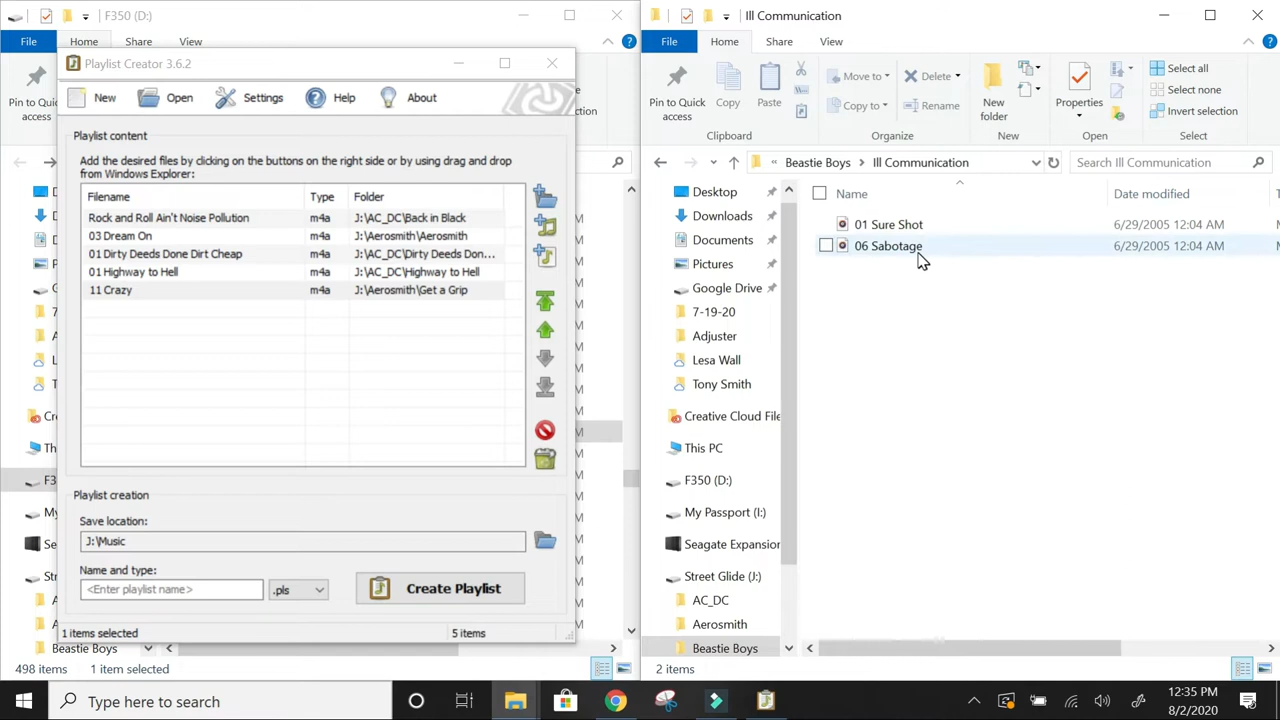 F350 (D:)
File
Home
Share
View
Pin to Quick
access
Playlist Creator 3.6.2
New
Open
Settings
Help
About
Playlist content
Add the desired files by clicking on the buttons on the right side or by using drag and drop
from Windows Explorer:
Filename Type Folder
Rock and Roll Ain't Noise Pollution m4a J:\AC_DC\Back in Black
03 Dream On m4a J:\Aerosmith\Aerosmith
01 Dirty Deeds Done Dirt Cheap m4a J:\AC_DC\Dirty Deeds Don...
01 Highway to Hell m4a J:\AC_DC\Highway to Hell
11 Crazy m4a J:\Aerosmith\Get a Grip
Playlist creation
Save location:
J:\Music
Name and type:
<Enter playlist name>
.pls
Create Playlist
1 items selected
5 items
Beastie Boys
498 items 1 item selected
Ill Communication
File
Home
Share
View
Pin to Quick
access
Copy
Paste
Clipboard
Move to
Copy to
Delete
Rename
Organize
New
folder
New
Properties
Open
Select all
Select none
Invert selection
Select
« Beastie Boys > Ill Communication
Search Ill Communication
Name Date modified
01 Sure Shot 6/29/2005 12:04 AM
06 Sabotage 6/29/2005 12:04 AM
Desktop
Downloads
Documents
Pictures
Google Drive
7-19-20
Adjuster
Lesa Wall
Tony Smith
Creative Cloud File
This PC
F350 (D:)
My Passport (I:)
Seagate Expansion
Street Glide (J:)
AC_DC
Aerosmith
Beastie Boys
2 items
Type here to search
12:35 PM
8/2/2020